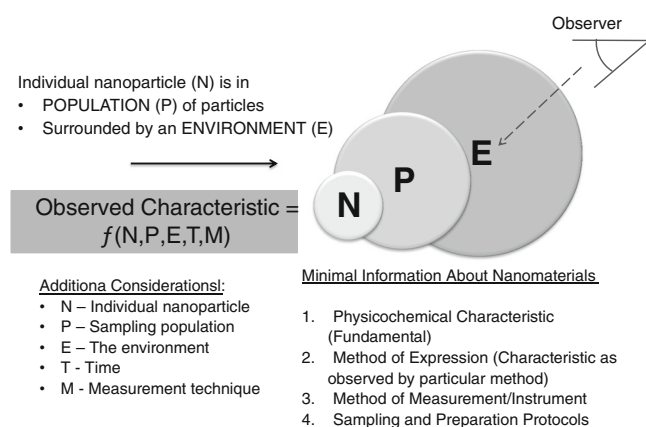 Observer
Individual nanoparticle (N) is in
• POPULATION (P) of particles
• Surrounded by an ENVIRONMENT (E)
N
P
E
Observed Characteristic =
f(N,P,E,T,M)
Additiona Considerationsl:
• N – Individual nanoparticle
• P – Sampling population
• E – The environment
• T - Time
• M - Measurement technique
Minimal Information About Nanomaterials
1. Physicochemical Characteristic
(Fundamental)
2. Method of Expression (Characteristic as
observed by particular method)
3. Method of Measurement/Instrument
4. Sampling and Preparation Protocols